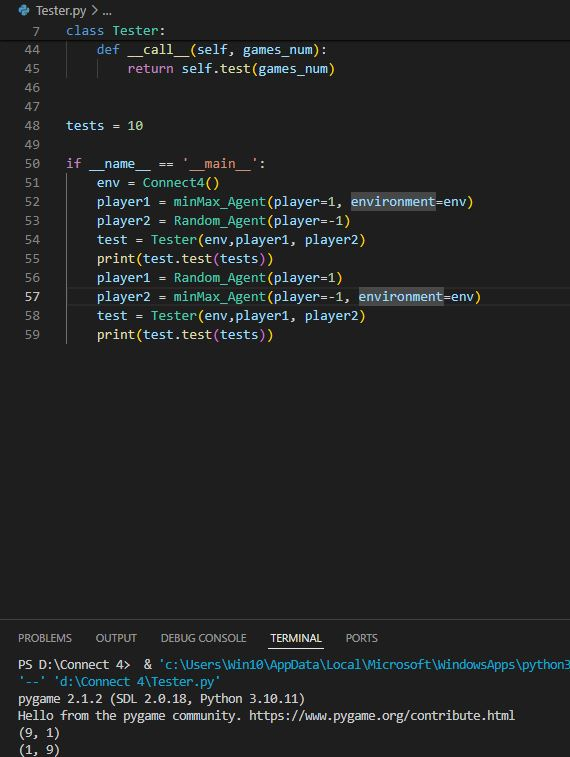 Tester.py > ...
7 class Tester:
44 def __call__(self, games_num):
45 return self.test(games_num)
46
47
48 tests = 10
49
50 if __name__ == '__main__':
51 env = Connect4()
52 player1 = minMax_Agent(player=1, environment=env)
53 player2 = Random_Agent(player=-1)
54 test = Tester(env,player1, player2)
55 print(test.test(tests))
56 player1 = Random_Agent(player=1)
57 player2 = minMax_Agent(player=-1, environment=env)
58 test = Tester(env,player1, player2)
59 print(test.test(tests))
PROBLEMS OUTPUT DEBUG CONSOLE TERMINAL PORTS
PS D:\Connect 4> & 'c:\Users\Win10\AppData\Local\Microsoft\WindowsApps\python3
'--' 'd:\Connect 4\Tester.py'
pygame 2.1.2 (SDL 2.0.18, Python 3.10.11)
Hello from the pygame community. https://www.pygame.org/contribute.html
(9, 1)
(1, 9)